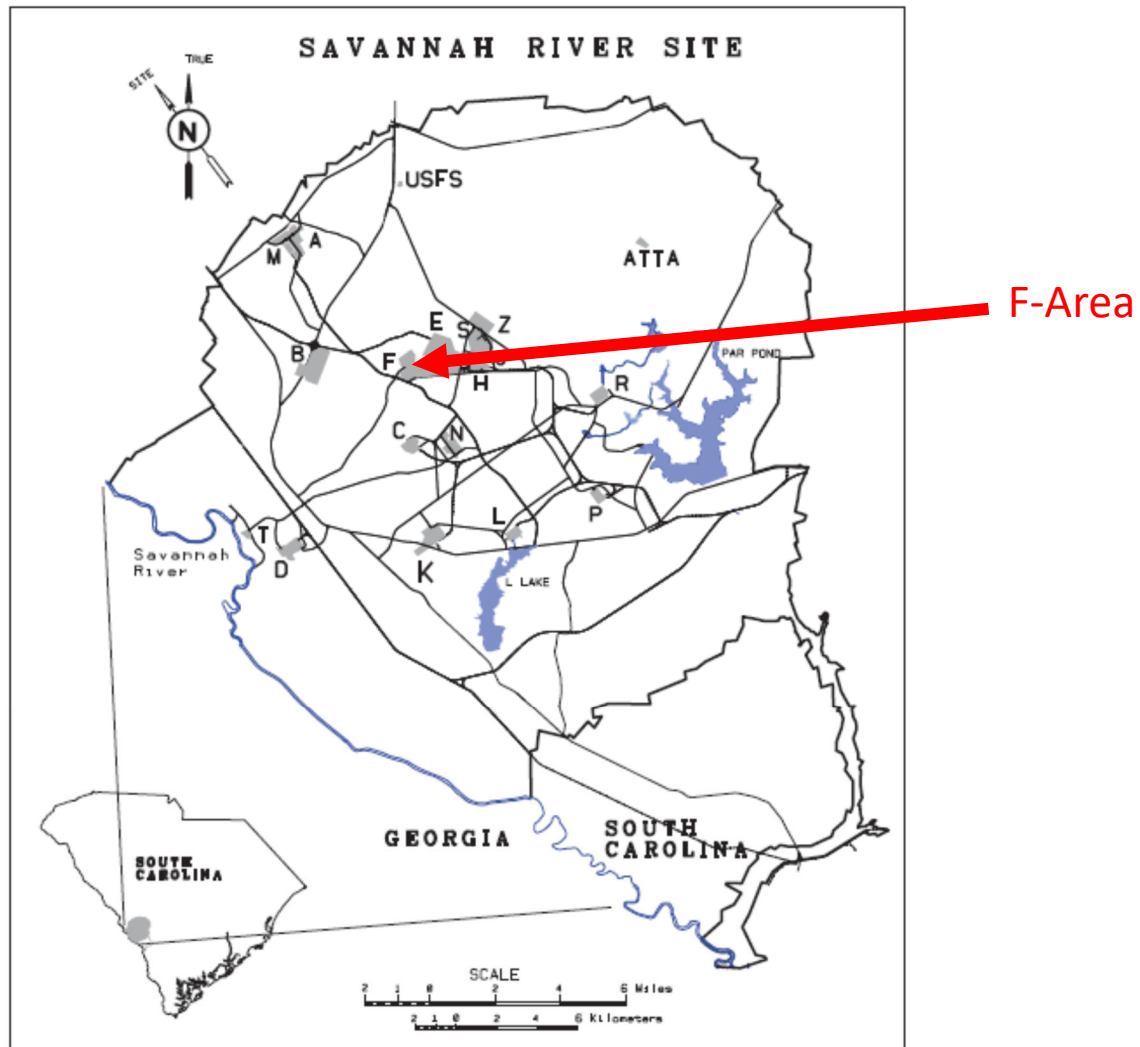 SAVANNAH RIVER SITE
SITE
TRUE
N
USFS
A
M
ATTA
F-Area
E
S
Z
B
F
H
PAR POND
R
C
N
L
P
T
D
K
Savannah
River
L LAKE
GEORGIA
SOUTH
CAROLINA
SOUTH
CAROLINA
SCALE
2 1 0 2 4 6 Miles
2 1 0 2 4 6 Kilometers